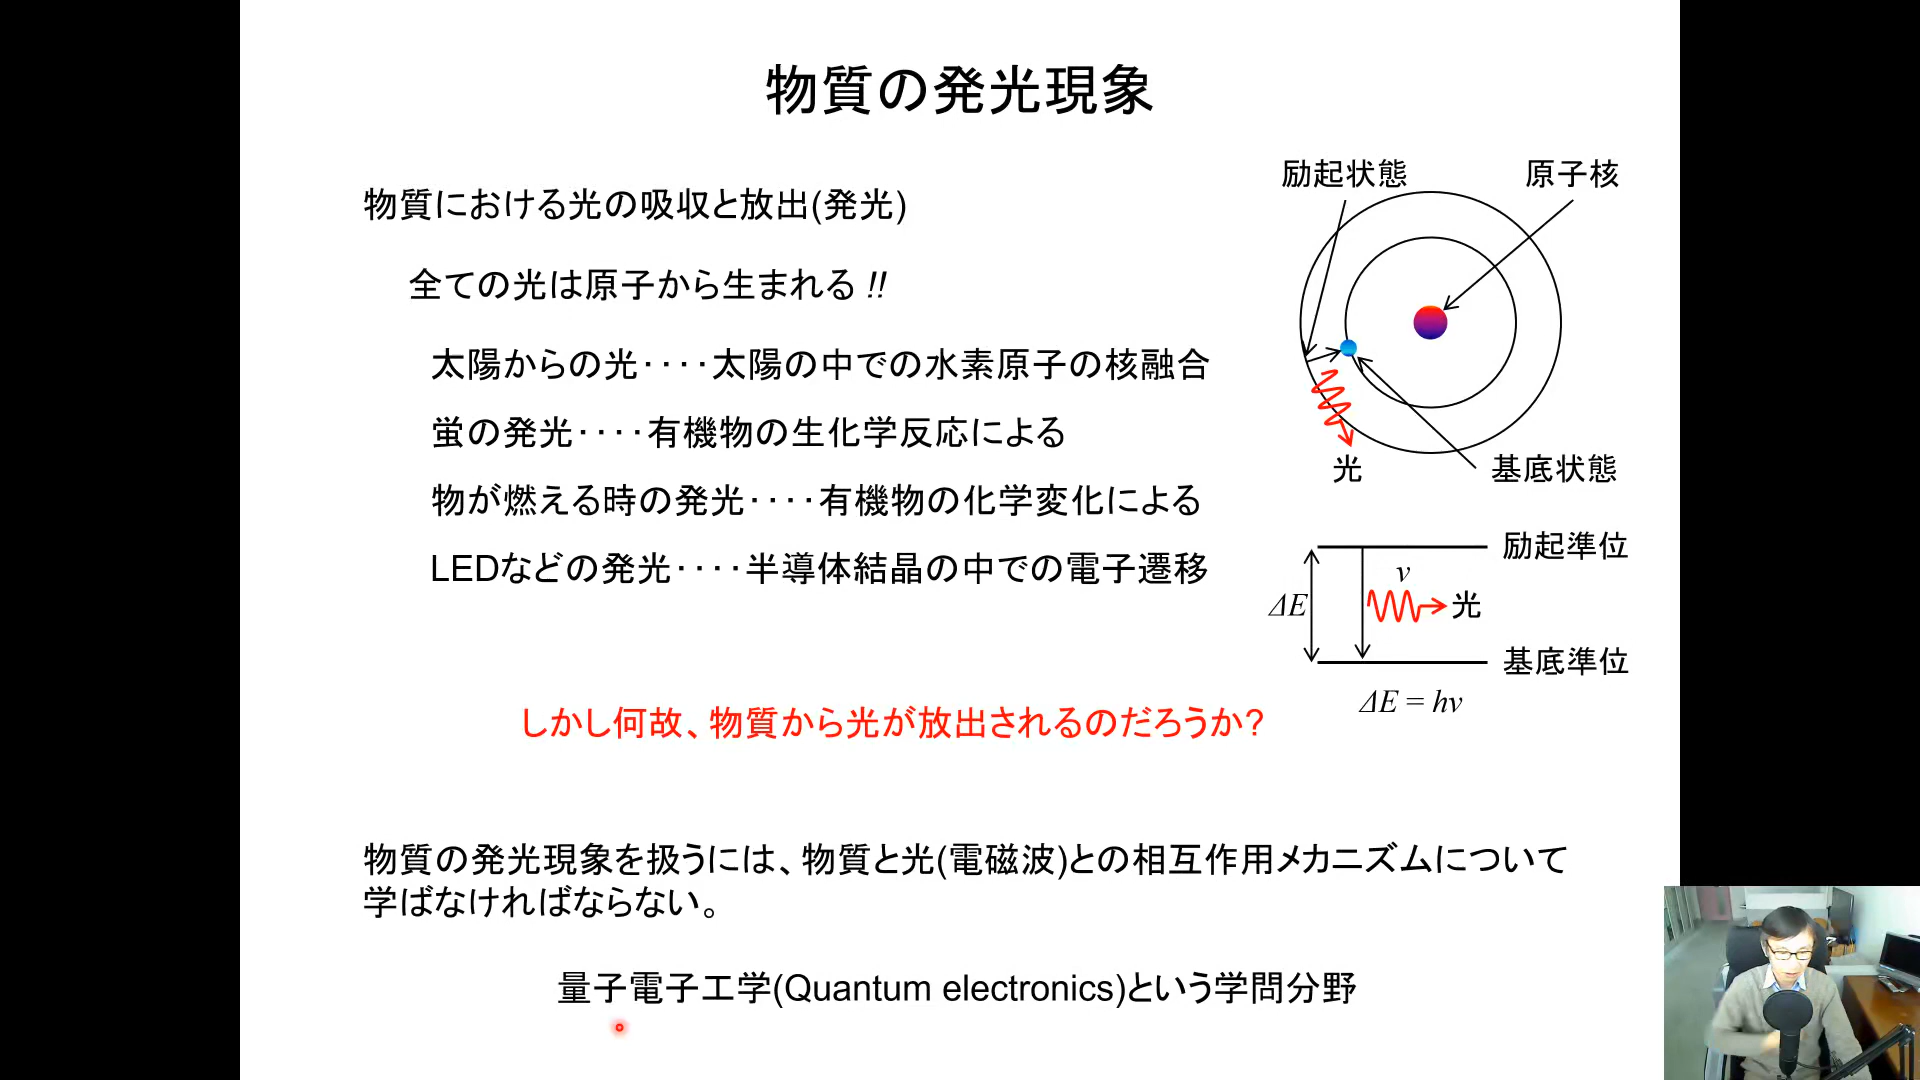 物質の発光現象
物質における光の吸収と放出(発光)
全ての光は原子から生まれる !!
太陽からの光‥‥太陽の中での水素原子の核融合
蛍の発光‥‥有機物の生化学反応による
物が燃える時の発光‥‥有機物の化学変化による
LEDなどの発光‥‥半導体結晶の中での電子遷移
励起状態
原子核
光
基底状態
励起準位
ν
ΔE
光
基底準位
ΔE = hν
しかし何故、物質から光が放出されるのだろうか?
物質の発光現象を扱うには、物質と光(電磁波)との相互作用メカニズムについて
学ばなければならない。
量子電子工学(Quantum electronics)という学問分野